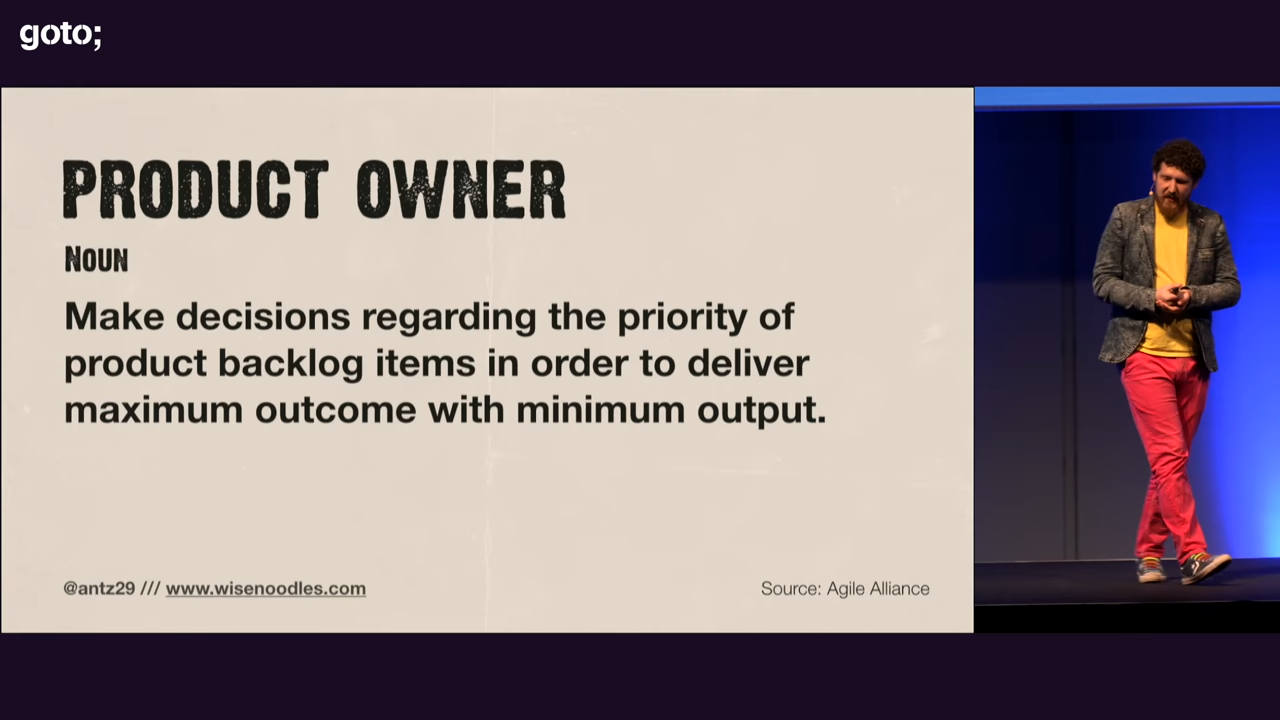 goto;
PRODUCT OWNER
NOUN
Make decisions regarding the priority of
product backlog items in order to deliver
maximum outcome with minimum output.
@antz29 /// www.wisenoodles.com
Source: Agile Alliance